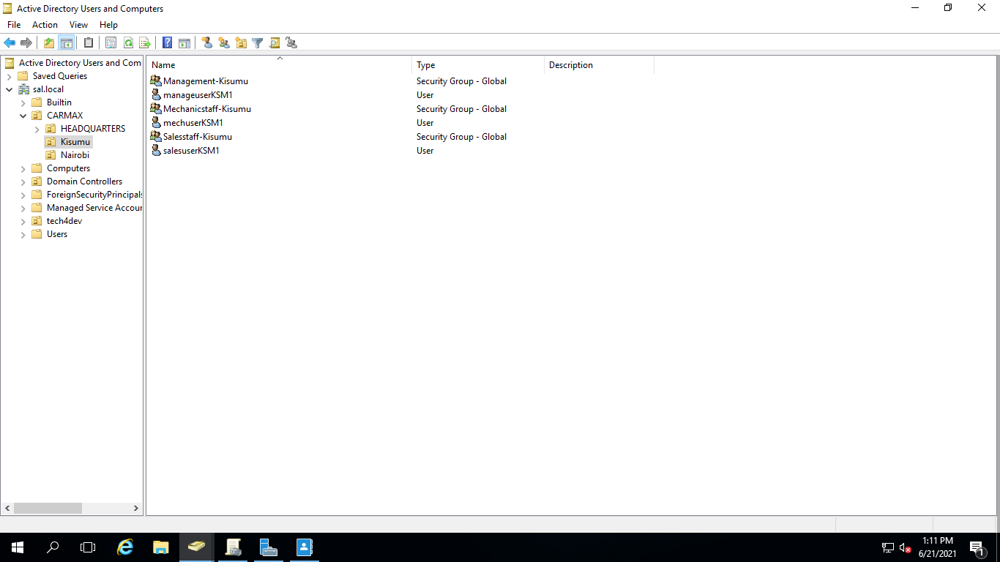 Active Directory Users and Computers
File Action View Help
Active Directory Users and Com
Saved Queries
sal.local
Builtin
CARMAX
HEADQUARTERS
Kisumu
Nairobi
Computers
Domain Controllers
ForeignSecurityPrincipals
Managed Service Accour
tech4dev
Users
Name Type Description
Management-Kisumu Security Group - Global
manageuserKSM1 User
Mechanicstaff-Kisumu Security Group - Global
mechuserKSM1 User
Salesstaff-Kisumu Security Group - Global
salesuserKSM1 User
1:11 PM
6/21/2021
1